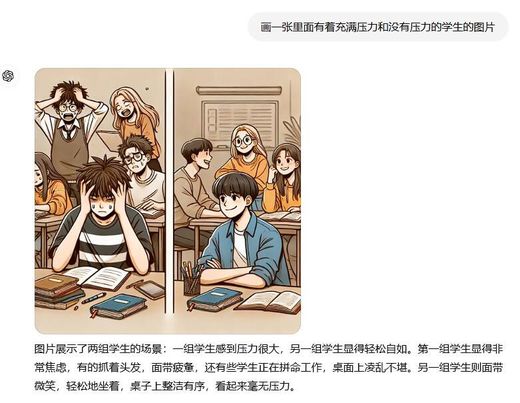 画一张里面有着充满压力和没有压力的学生的图片
图片展示了两组学生的场景：一组学生感到压力很大，另一组学生显得轻松自如。第一组学生显得非
常焦虑，有的抓着头发，面带疲惫，还有些学生正在拼命工作，桌面上凌乱不堪。另一组学生则面带
微笑，轻松地坐着，桌子上整洁有序，看起来毫无压力。